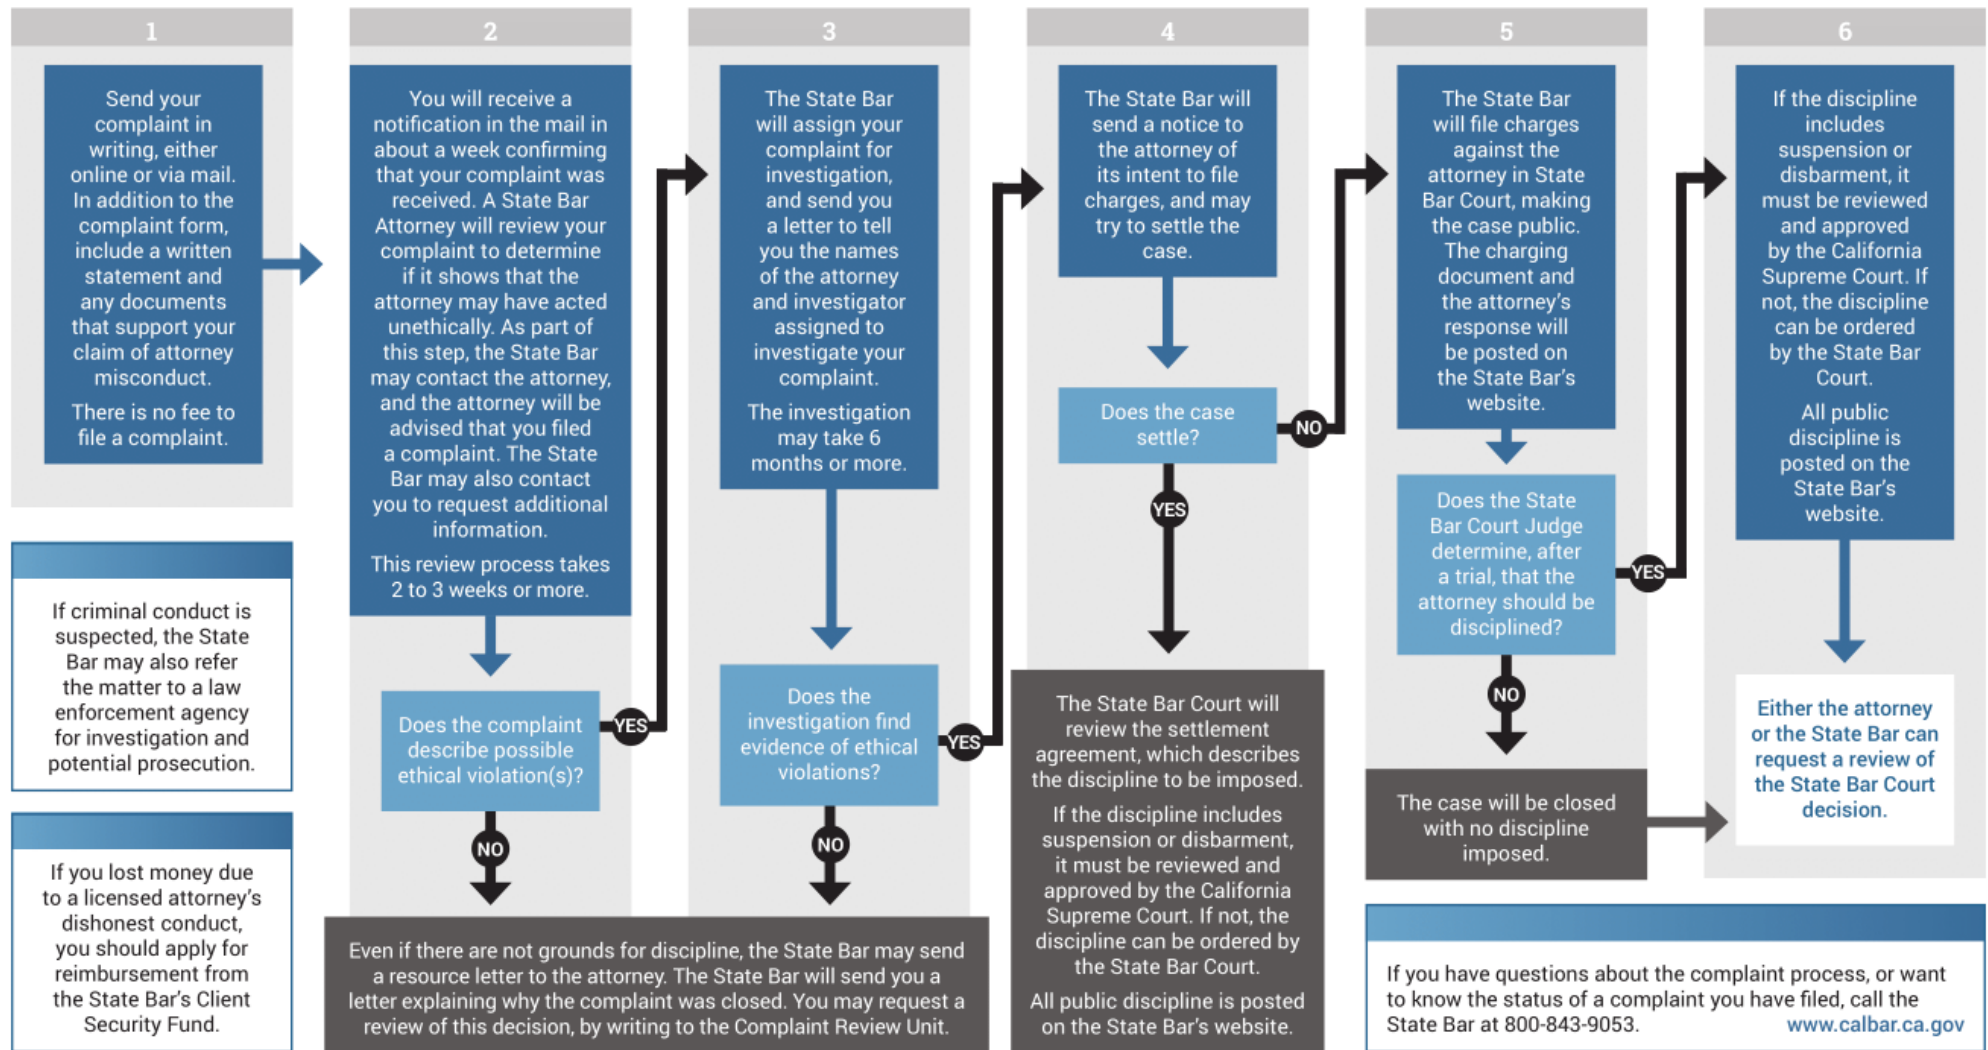 1
Send your
complaint in
writing, either
online or via mail.
In addition to the
complaint form,
include a written
statement and
any documents
that support your
claim of attorney
misconduct.
There is no fee to
file a complaint.
If criminal conduct is
suspected, the State
Bar may also refer
the matter to a law
enforcement agency
for investigation and
potential prosecution.
If you lost money due
to a licensed attorney's
dishonest conduct,
you should apply for
reimbursement from
the State Bar's Client
Security Fund.
2
You will receive a
notification in the mail in
about a week confirming
that your complaint was
received. A State Bar
Attorney will review your
complaint to determine
if it shows that the
attorney may have acted
unethically. As part of
this step, the State Bar
may contact the attorney,
and the attorney will be
advised that you filed
a complaint. The State
Bar may also contact
you to request additional
information.
This review process takes
2 to 3 weeks or more.
Does the complaint
describe possible
ethical violation(s)?
YES
NO
3
The State Bar
will assign your
complaint for
investigation,
and send you
a letter to tell
you the names
of the attorney
and investigator
assigned to
investigate your
complaint.
The investigation
may take 6
months or more.
Does the
investigation find
evidence of ethical
violations?
YES
NO
Even if there are not grounds for discipline, the State Bar may send
a resource letter to the attorney. The State Bar will send you a
letter explaining why the complaint was closed. You may request a
review of this decision, by writing to the Complaint Review Unit.
4
The State Bar will
send a notice to
the attorney of
its intent to file
charges, and may
try to settle the
case.
Does the case
settle?
NO
YES
The State Bar Court will
review the settlement
agreement, which describes
the discipline to be imposed.
If the discipline includes
suspension or disbarment,
it must be reviewed and
approved by the California
Supreme Court. If not, the
discipline can be ordered by
the State Bar Court.
All public discipline is posted
on the State Bar's website.
5
The State Bar
will file charges
against the
attorney in State
Bar Court, making
the case public.
The charging
document and
the attorney's
response will
be posted on
the State Bar's
website.
Does the State
Bar Court Judge
determine, after
a trial, that the
attorney should be
disciplined?
YES
NO
The case will be closed
with no discipline
imposed.
6
If the discipline
includes
suspension or
disbarment, it
must be reviewed
and approved
by the California
Supreme Court. If
not, the discipline
can be ordered
by the State Bar
Court.
All public
discipline is
posted on the
State Bar's
website.
Either the attorney
or the State Bar can
request a review of
the State Bar Court
decision.
If you have questions about the complaint process, or want
to know the status of a complaint you have filed, call the
State Bar at 800-843-9053. www.calbar.ca.gov